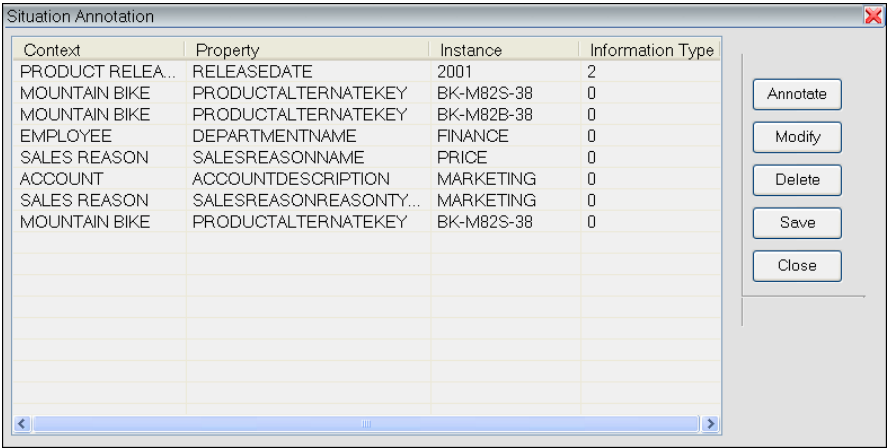 Situation Annotation
Context Property Instance Information Type
PRODUCT RELEA... RELEASEDATE 2001 2
MOUNTAIN BIKE PRODUCTALTERNATEKEY BK-M82S-38 0
MOUNTAIN BIKE PRODUCTALTERNATEKEY BK-M82B-38 0
EMPLOYEE DEPARTMENTNAME FINANCE 0
SALES REASON SALESREASONNAME PRICE 0
ACCOUNT ACCOUNTDESCRIPTION MARKETING 0
SALES REASON SALESREASONREASONTY... MARKETING 0
MOUNTAIN BIKE PRODUCTALTERNATEKEY BK-M82S-38 0
Annotate
Modify
Delete
Save
Close